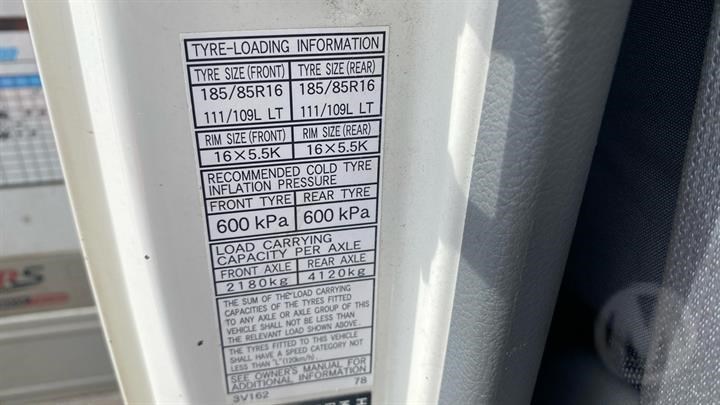 TYRE-LOADING INFORMATION
TYRE SIZE (FRONT) TYRE SIZE (REAR)
185/85R16 185/85R16
111/109L LT 111/109L LT
RIM SIZE (FRONT) RIM SIZE (REAR)
16×5.5K 16×5.5K
RECOMMENDED COLD TYRE
INFLATION PRESSURE
FRONT TYRE REAR TYRE
600 kPa 600 kPa
LOAD CARRYING
CAPACITY PER AXLE
FRONT AXLE REAR AXLE
2180kg 4120kg
THE SUM OF THE LOAD CARRYING
CAPACITIES OF THE TYRES FITTED
TO ANY AXLE OR AXLE GROUP OF THIS
VEHICLE SHALL NOT BE LESS THAN
THE RELEVANT LOAD SHOWN ABOVE.
THE TYRES FITTED TO THIS VEHICLE
SHALL HAVE A SPEED CATEGORY NOT
LESS THAN "L" (120km/h).
SEE OWNER'S MANUAL FOR
ADDITIONAL INFORMATION
3V162 78